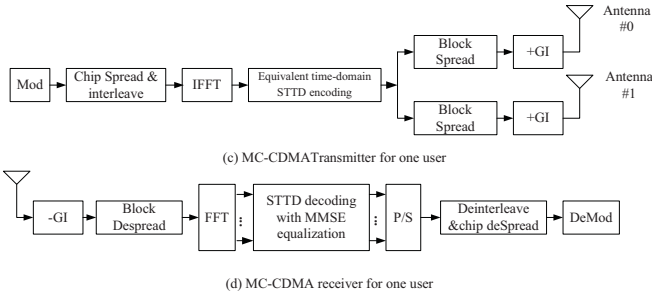 Antenna
#0
Block
Spread
+GI
Mod
Chip Spread &
interleave
IFFT
Equivalent time-domain
STTD encoding
Antenna
#1
Block
Spread
+GI
(c) MC-CDMATransmitter for one user
-GI
Block
Despread
FFT
STTD decoding
with MMSE
equalization
P/S
Deinterleave
&chip deSpread
DeMod
(d) MC-CDMA receiver for one user